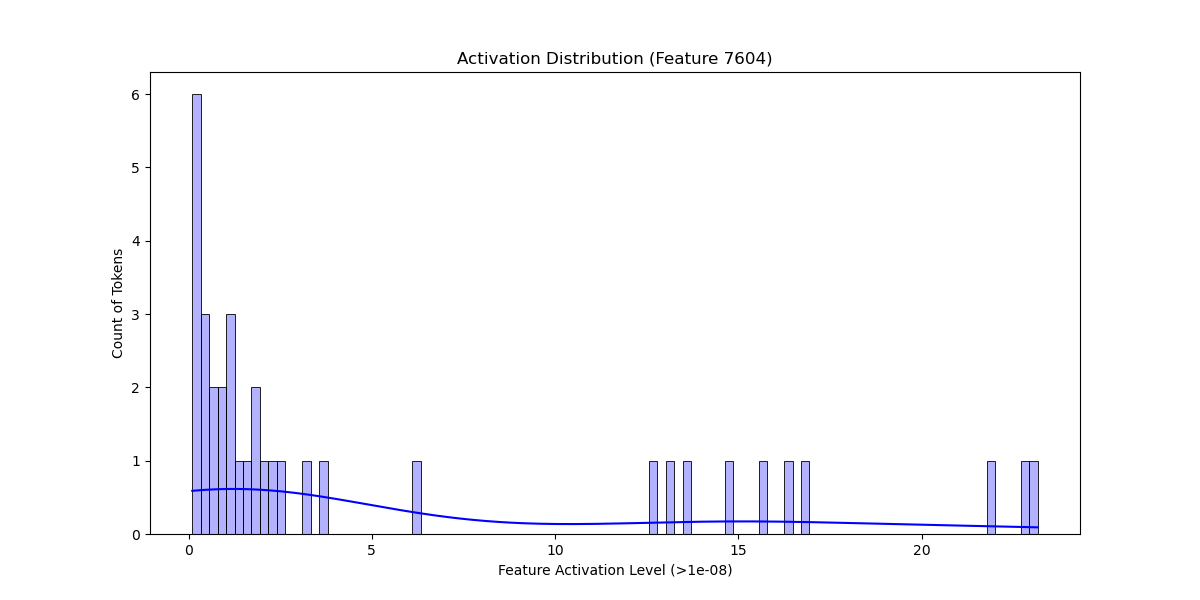 Activation Distribution (Feature 7604)
6
5
4
3
2
1
0
Count of Tokens
0 5 10 15 20
Feature Activation Level (>1e-08)